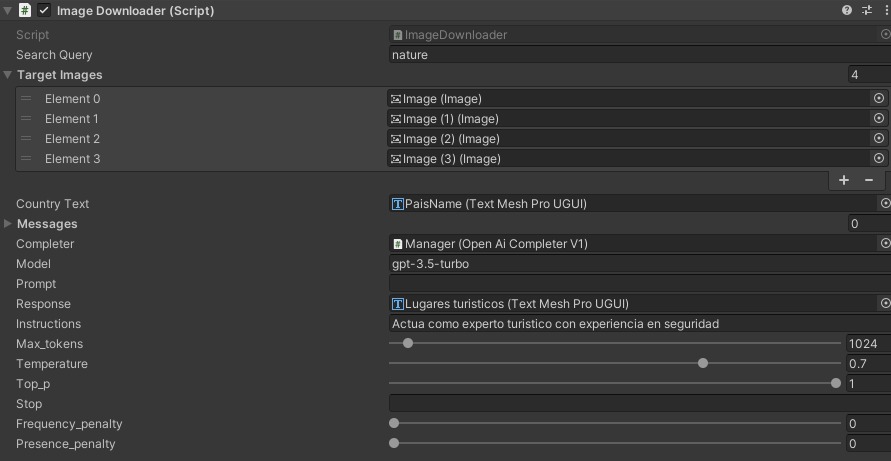 Image Downloader (Script)
Script ImageDownloader
Search Query nature
Target Images 4
Element 0 Image (Image)
Element 1 Image (1) (Image)
Element 2 Image (2) (Image)
Element 3 Image (3) (Image)
Country Text PaisName (Text Mesh Pro UGUI)
Messages 0
Completer Manager (Open Ai Completer V1)
Model gpt-3.5-turbo
Prompt
Response Lugares turisticos (Text Mesh Pro UGUI)
Instructions Actua como experto turistico con experiencia en seguridad
Max_tokens 1024
Temperature 0.7
Top_p 1
Stop
Frequency_penalty 0
Presence_penalty 0